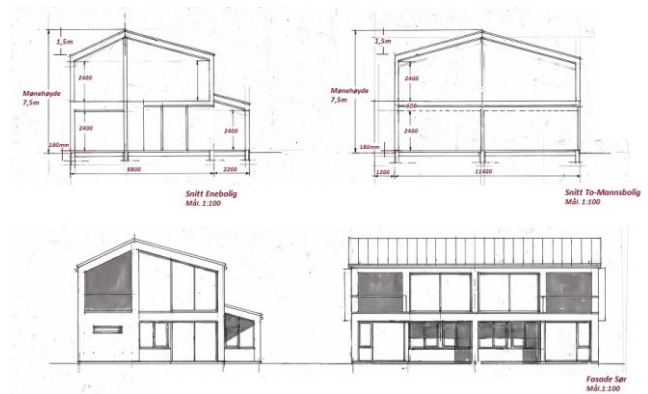 1,5m
2400
Mønehøyde
7,5m
2400
2400
180mm
8800
2200
Snitt Enebolig
Mål. 1:100
1,5m
2400
Mønehøyde
7,5m
2400
180mm
1200
11400
Snitt To-Mannsbolig
Mål. 1:100
Fasade Sør
Mål.1:100